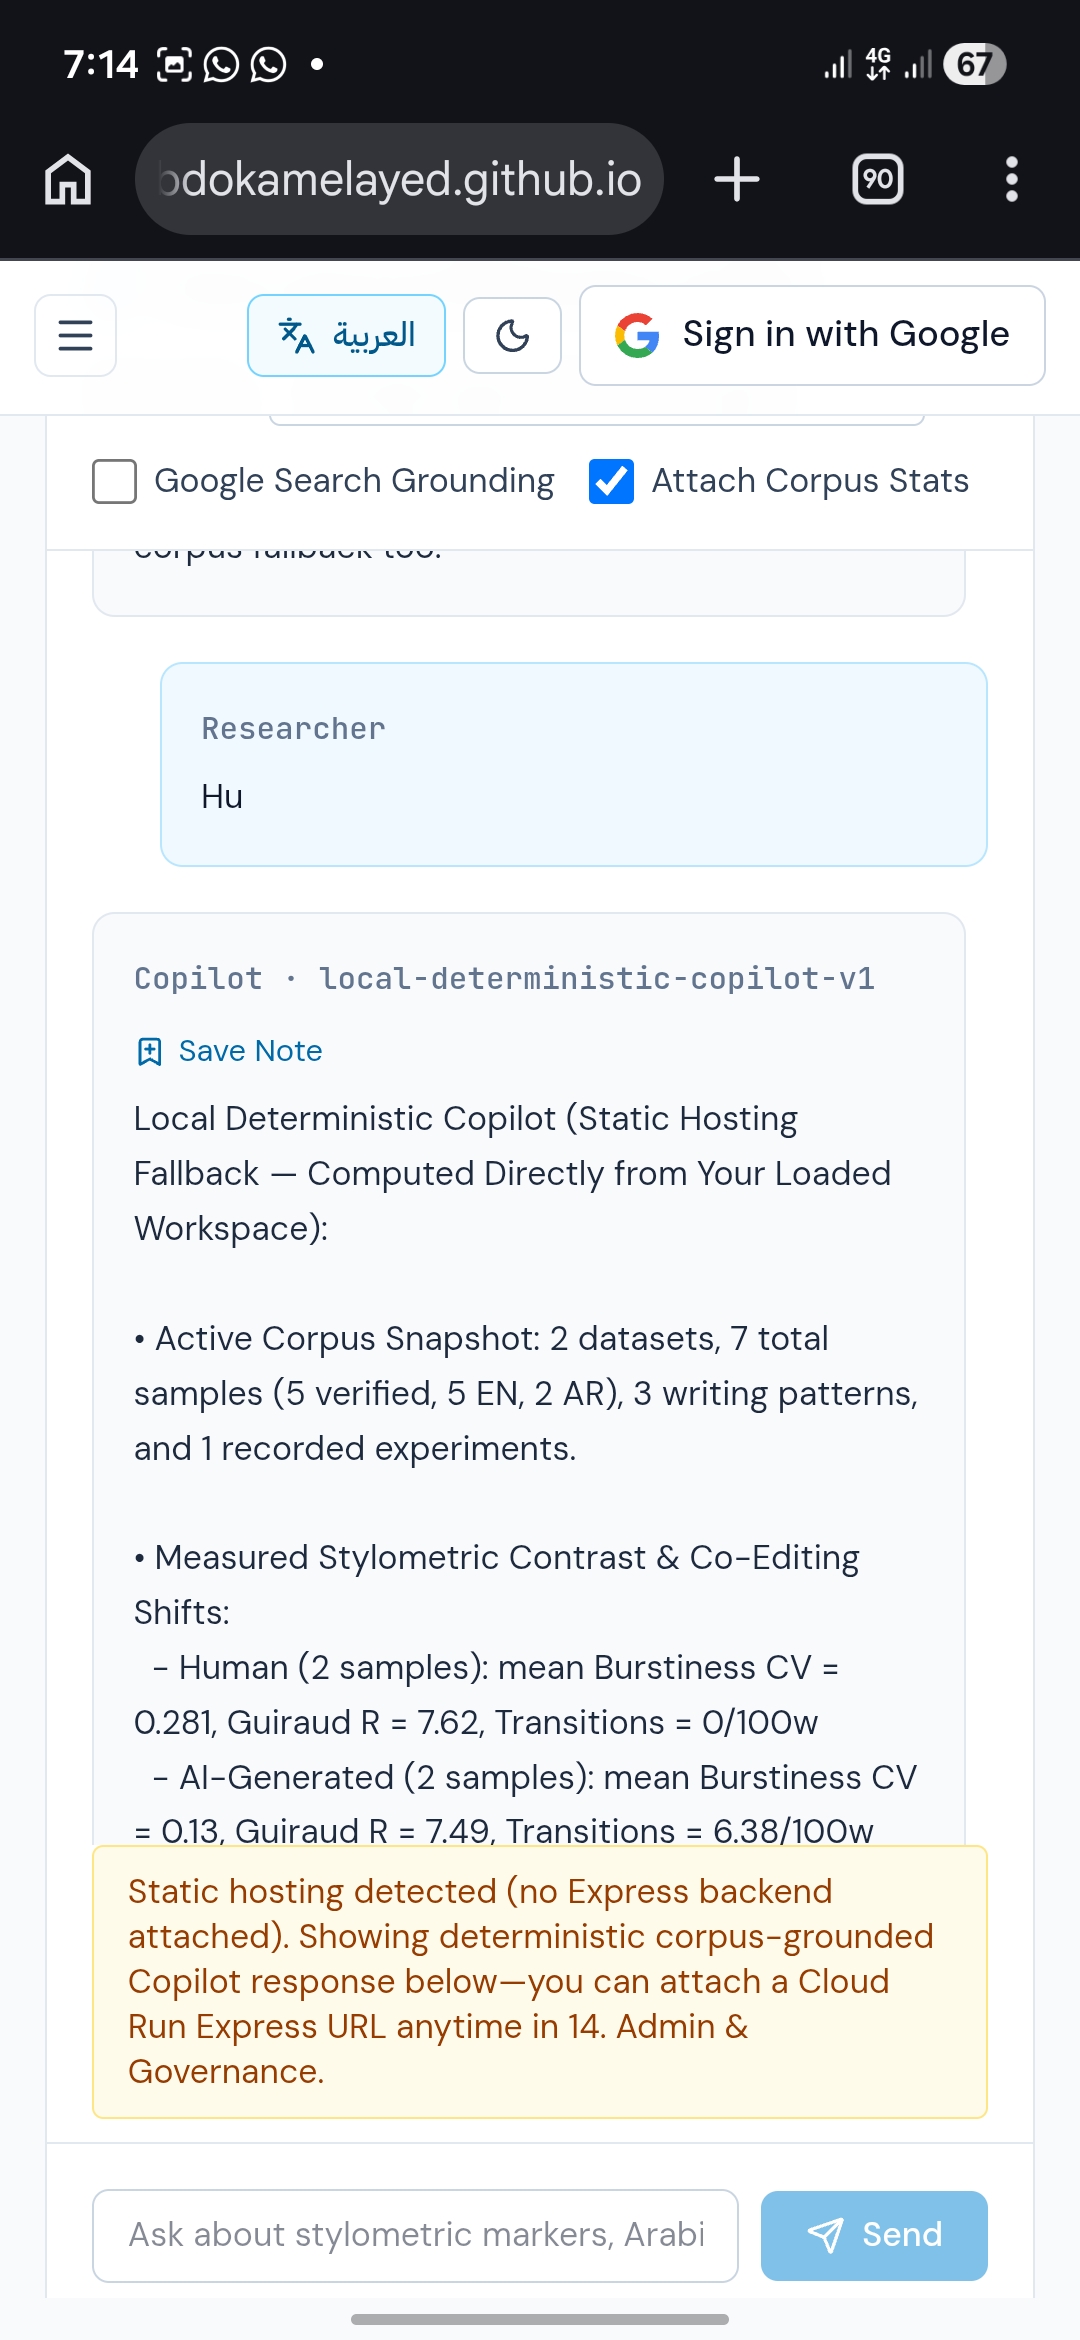 7:14
4G
67
bdokamelayed.github.io
90
العربية
Sign in with Google
Google Search Grounding
Attach Corpus Stats
corpus fallback too.
Researcher
Hu
Copilot · local-deterministic-copilot-v1
Save Note
Local Deterministic Copilot (Static Hosting
Fallback — Computed Directly from Your Loaded
Workspace):
• Active Corpus Snapshot: 2 datasets, 7 total
samples (5 verified, 5 EN, 2 AR), 3 writing patterns,
and 1 recorded experiments.
• Measured Stylometric Contrast & Co-Editing
Shifts:
- Human (2 samples): mean Burstiness CV =
0.281, Guiraud R = 7.62, Transitions = 0/100w
- AI-Generated (2 samples): mean Burstiness CV
= 0.13, Guiraud R = 7.49, Transitions = 6.38/100w
Static hosting detected (no Express backend
attached). Showing deterministic corpus-grounded
Copilot response below—you can attach a Cloud
Run Express URL anytime in 14. Admin &
Governance.
Ask about stylometric markers, Arabi
Send